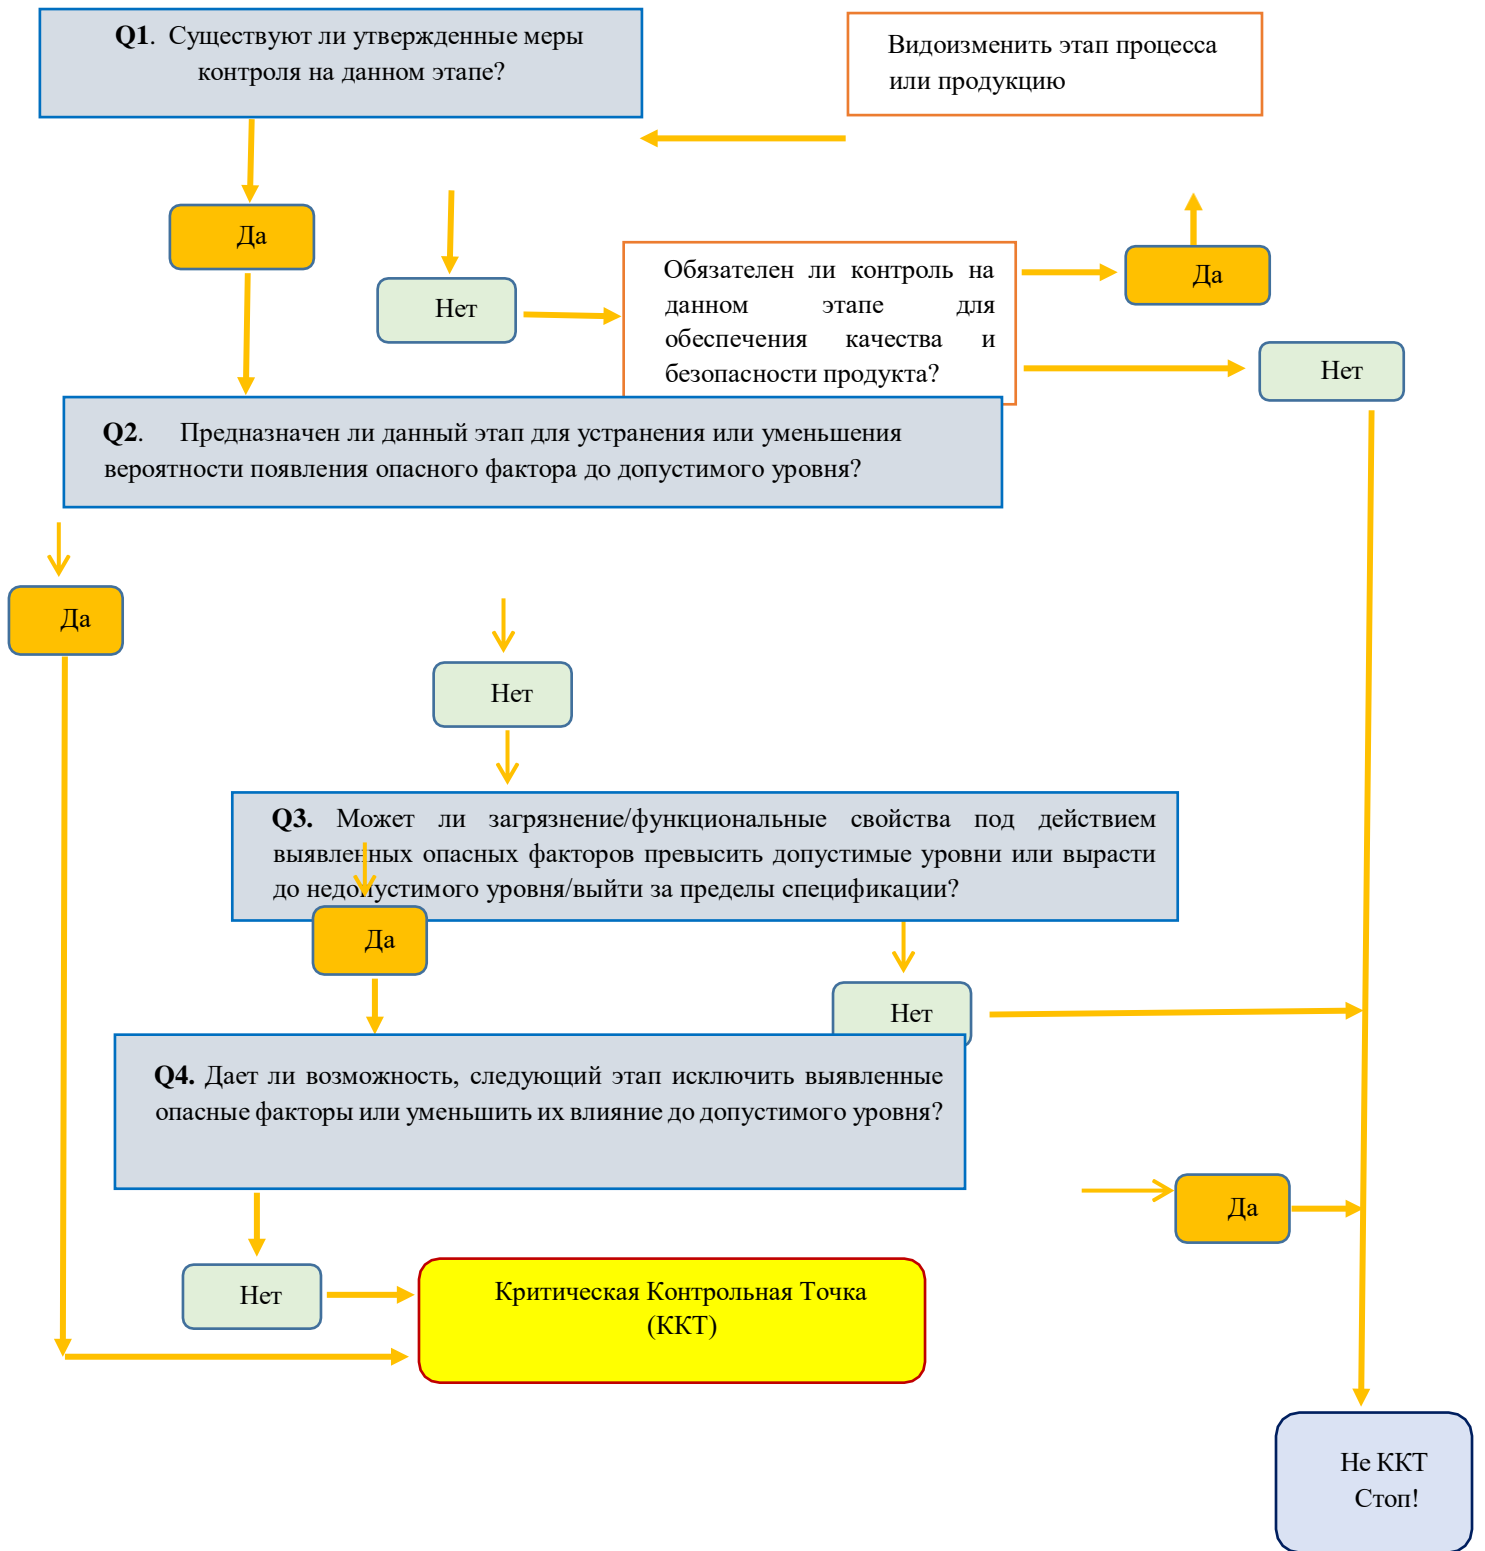 Q1. Существуют ли утвержденные меры
контроля на данном этапе?
Видоизменить этап процесса
или продукцию
Да
Нет
Обязателен ли контроль на
данном этапе для
обеспечения качества и
безопасности продукта?
Да
Нет
Q2. Предназначен ли данный этап для устранения или уменьшения
вероятности появления опасного фактора до допустимого уровня?
Да
Нет
Q3. Может ли загрязнение/функциональные свойства под действием
выявленных опасных факторов превысить допустимые уровни или вырасти
до недопустимого уровня/выйти за пределы спецификации?
Да
Нет
Q4. Дает ли возможность, следующий этап исключить выявленные
опасные факторы или уменьшить их влияние до допустимого уровня?
Да
Нет
Критическая Контрольная Точка
(ККТ)
Не ККТ
Стоп!